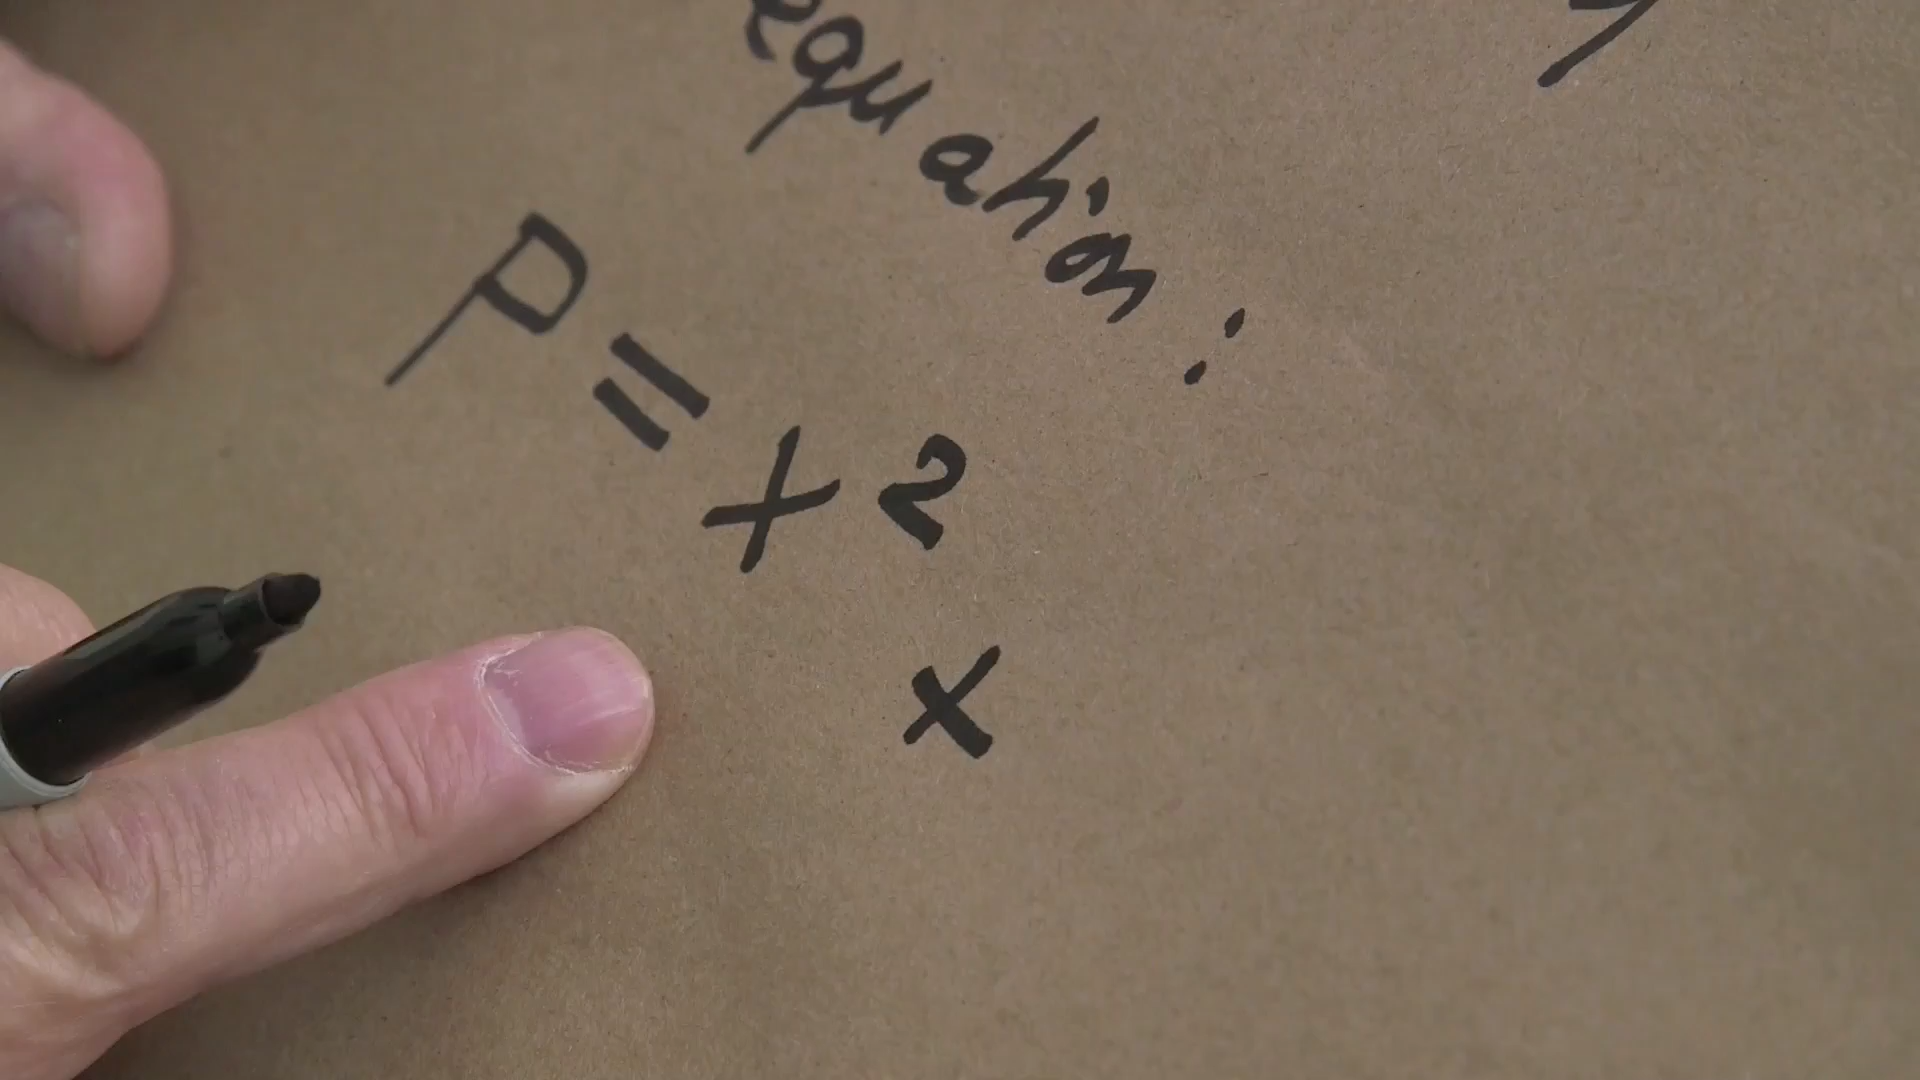 equation:
P = x² x